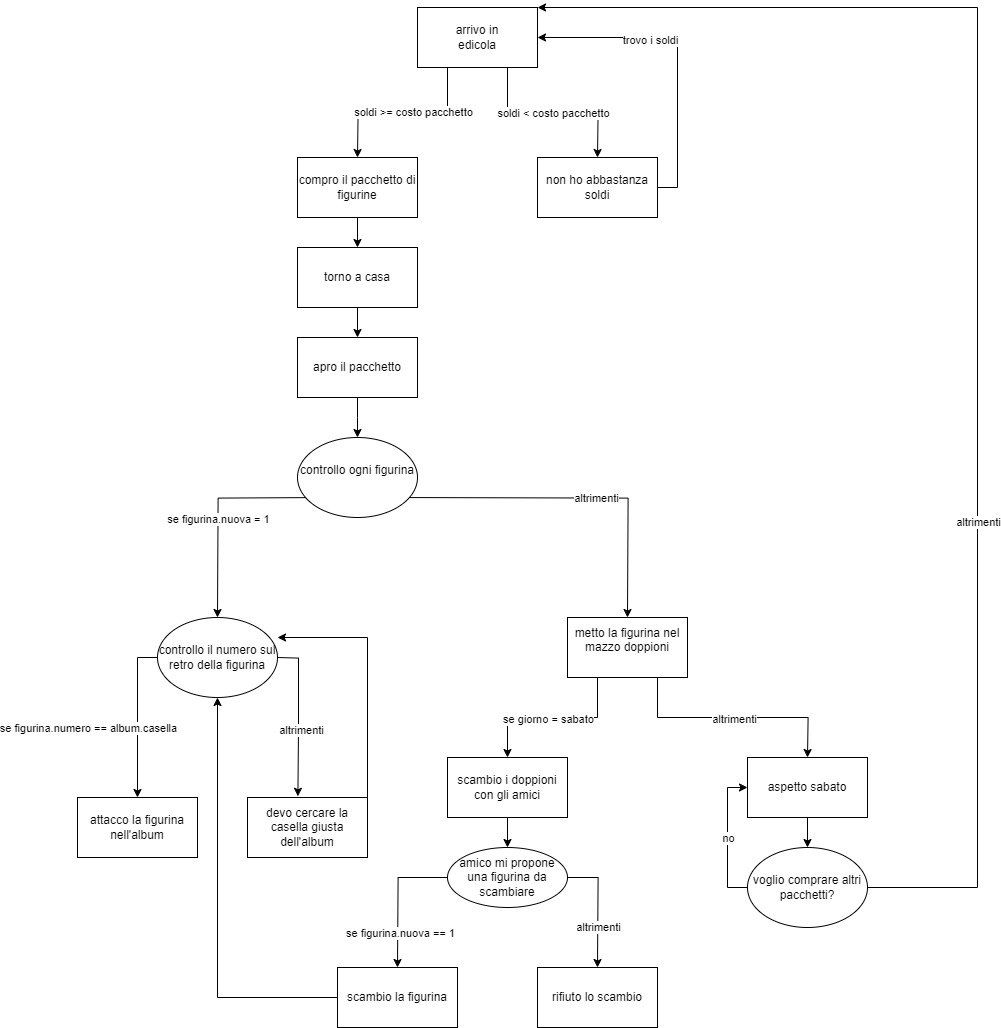 arrivo in
edicola
trovo i soldi
soldi >= costo pacchetto
soldi < costo pacchetto
compro il pacchetto di
figurine
non ho abbastanza
soldi
torno a casa
apro il pacchetto
controllo ogni figurina
altrimenti
se figurina.nuova = 1
altrimenti
controllo il numero sul
retro della figurina
metto la figurina nel
mazzo doppioni
se figurina.numero == album.casella
altrimenti
se giorno = sabato
altrimenti
attacco la figurina
nell'album
devo cercare la
casella giusta
dell'album
scambio i doppioni
con gli amici
aspetto sabato
no
amico mi propone
una figurina da
scambiare
voglio comprare altri
pacchetti?
se figurina.nuova == 1
altrimenti
scambio la figurina
rifiuto lo scambio